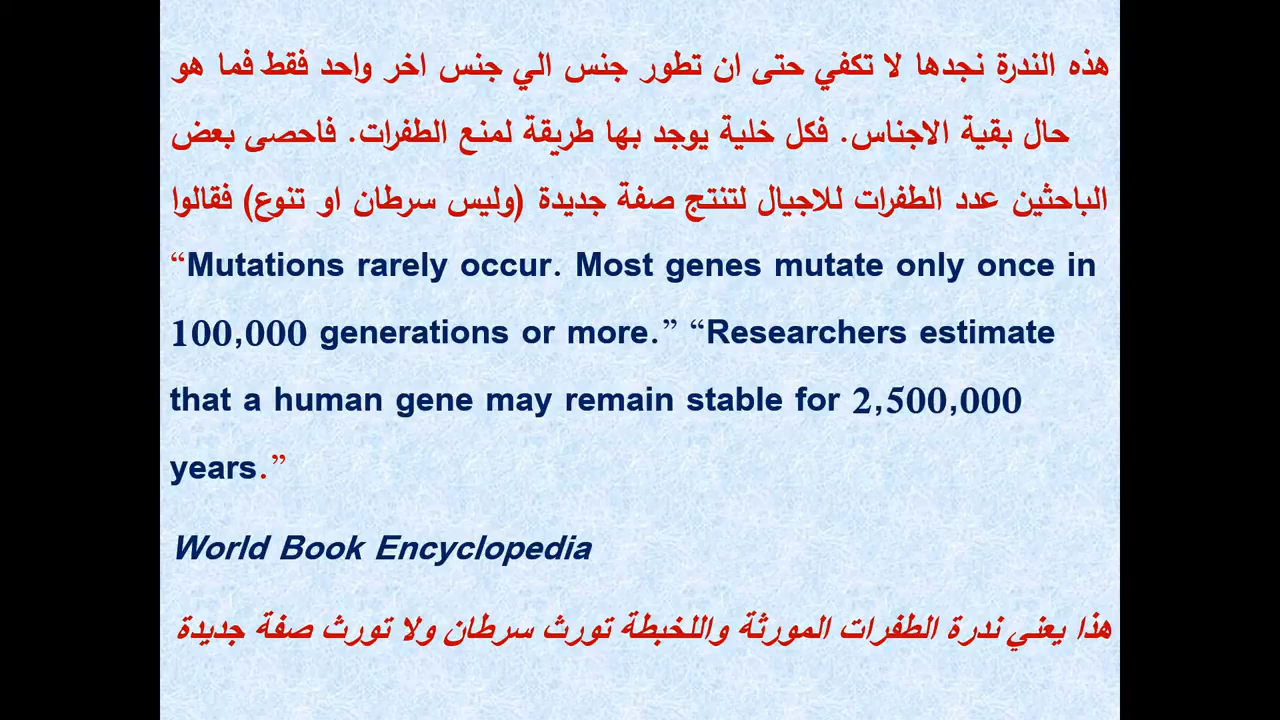 هذه الندرة نجدها لا تكفي حتى ان تطور جنس الي جنس اخر واحد فقط فما هو
حال بقية الاجناس. فكل خلية يوجد بها طريقة لمنع الطفرات. فاحصى بعض
الباحثين عدد الطفرات للاجيال لتنتج صفة جديدة (وليس سرطان او تنوع) فقالوا
“Mutations rarely occur. Most genes mutate only once in
100,000 generations or more.” “Researchers estimate
that a human gene may remain stable for 2,500,000
years.”
World Book Encyclopedia
هذا يعني ندرة الطفرات المورثة واللخبطة تورث سرطان ولا تورث صفة جديدة